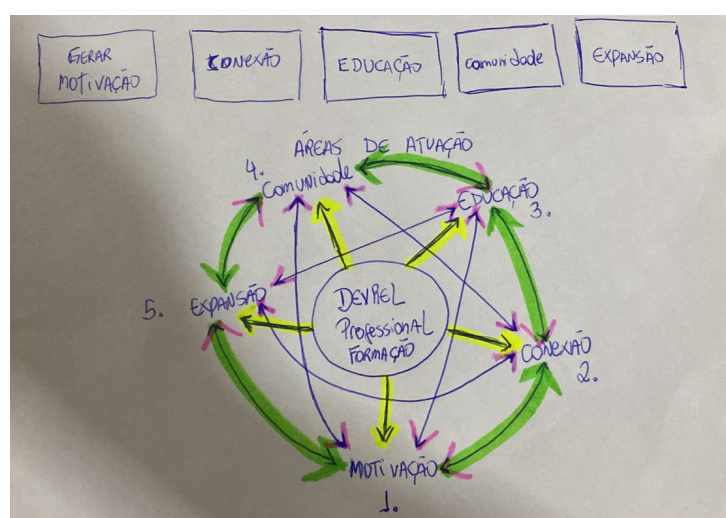 GERAR
MOTIVAÇÃO
CONEXÃO
EDUCAÇÃO
Comunidade
EXPANSÃO
ÁREAS DE ATUAÇÃO
4.
Comunidade
EDUCAÇÃO
3.
5. EXPANSÃO
DEVREL
Professional
FORMAÇÃO
CONEXÃO
2.
MOTIVAÇÃO
1.